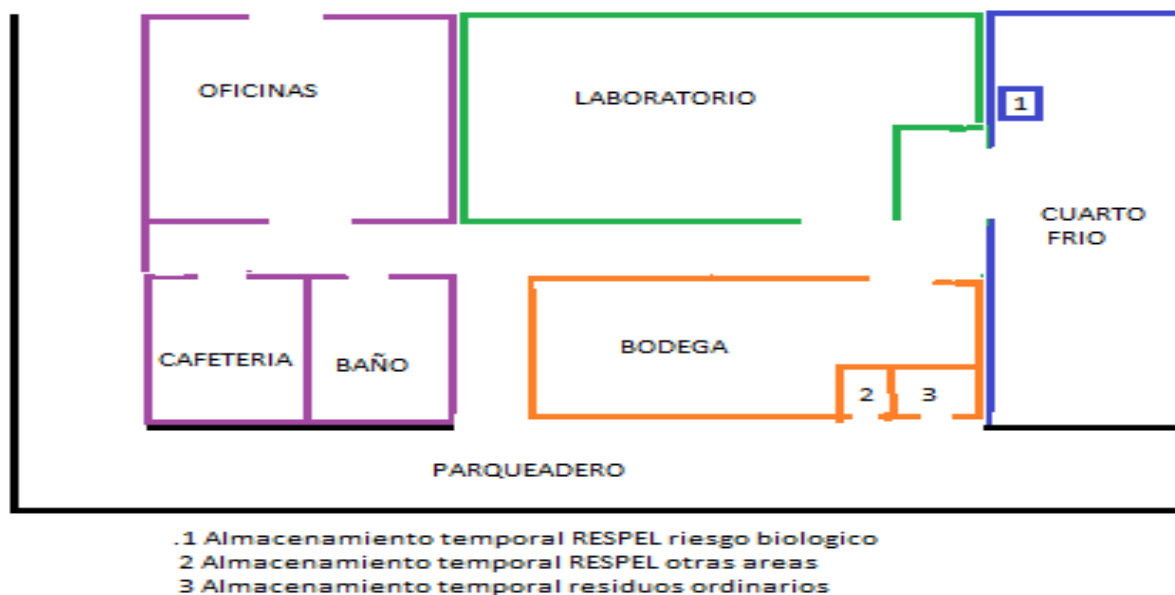 OFICINAS
LABORATORIO
1
CUARTO
FRIO
CAFETERIA
BAÑO
BODEGA
2
3
PARQUEADERO
.1 Almacenamiento temporal RESPEL riesgo biologico
2 Almacenamiento temporal RESPEL otras areas
3 Almacenamiento temporal residuos ordinarios